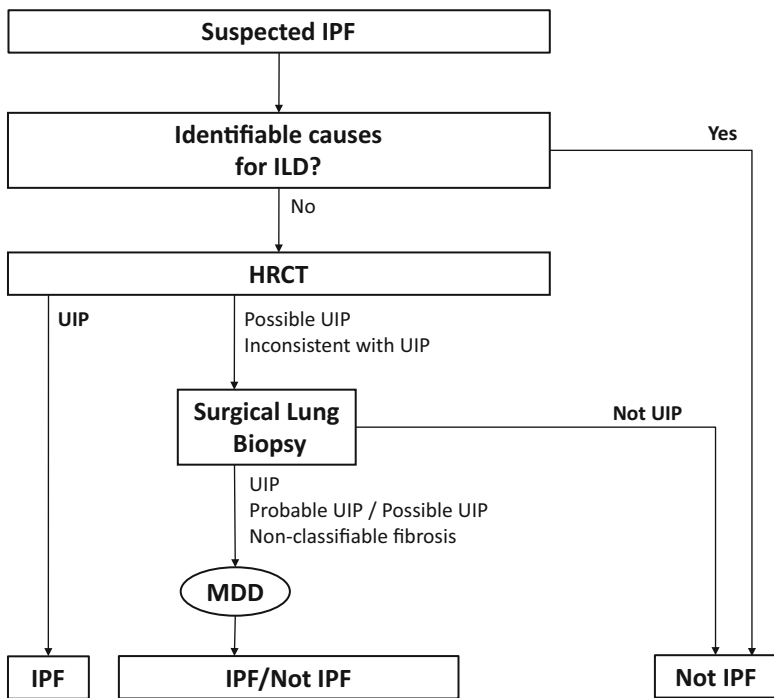 Suspected IPF
Identifiable causes
for ILD?
Yes
No
HRCT
UIP
Possible UIP
Inconsistent with UIP
Surgical Lung
Biopsy
Not UIP
UIP
Probable UIP / Possible UIP
Non-classifiable fibrosis
MDD
IPF
IPF/Not IPF
Not IPF